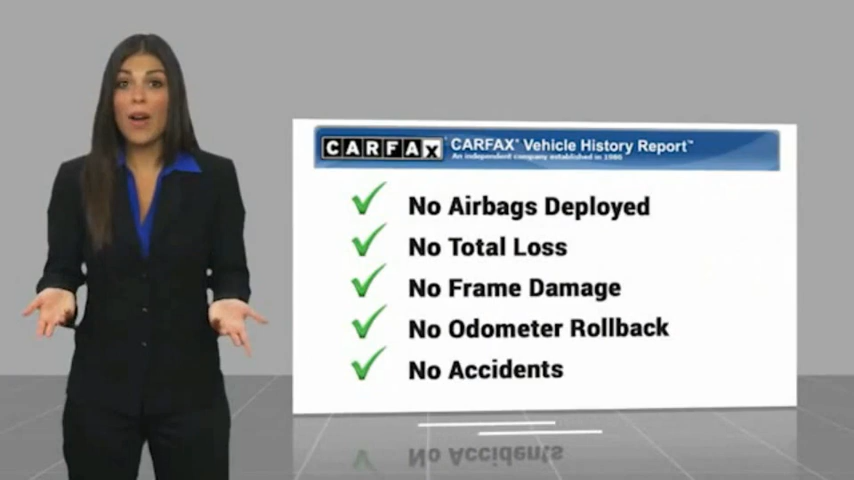 CARFAX CARFAX® Vehicle History Report™
An independent company established in 1986
No Airbags Deployed
No Total Loss
No Frame Damage
No Odometer Rollback
No Accidents
No Accidents